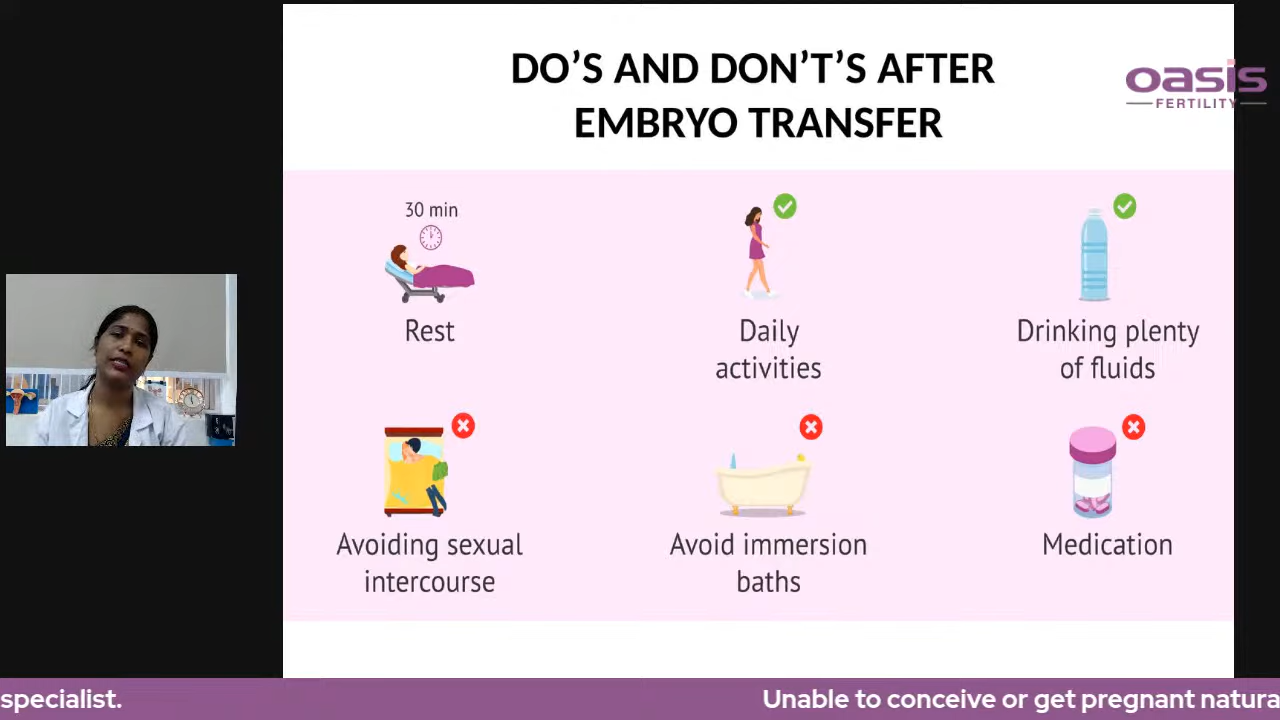 DO'S AND DON'T'S AFTER
EMBRYO TRANSFER
oasis
FERTILITY
30 min
Rest
Daily
activities
Drinking plenty
of fluids
Avoiding sexual
intercourse
Avoid immersion
baths
Medication
specialist.
Unable to conceive or get pregnant natura